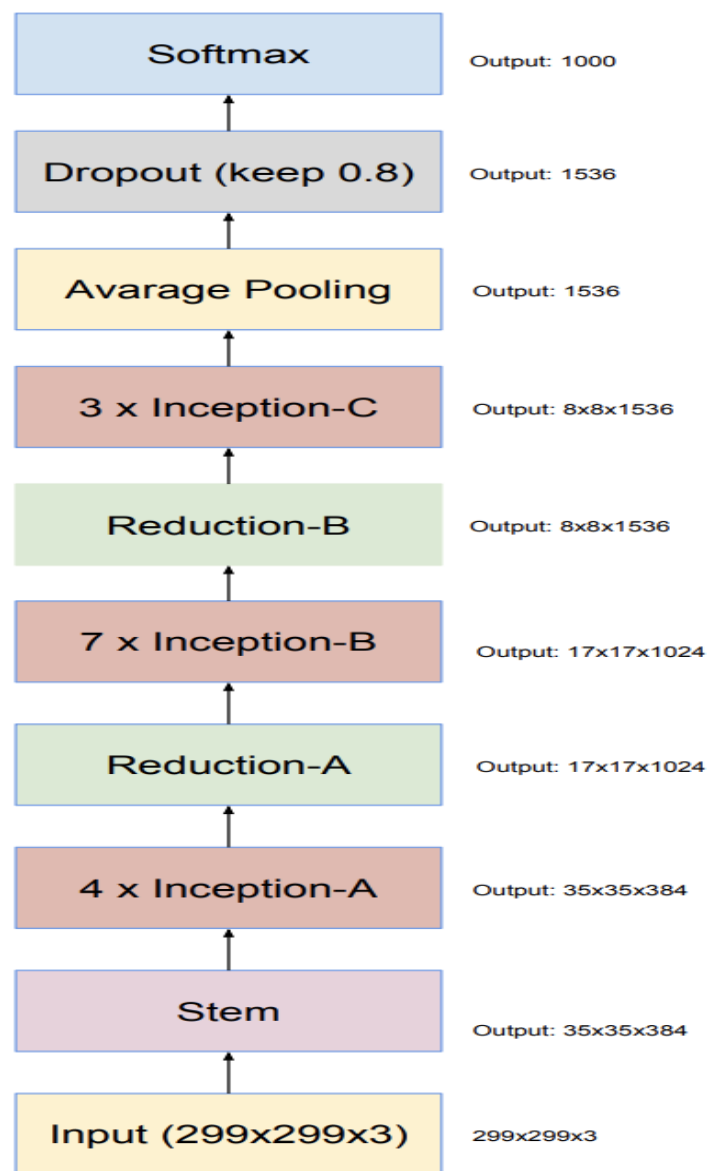 Softmax Output: 1000
Dropout (keep 0.8) Output: 1536
Avarage Pooling Output: 1536
3 x Inception-C Output: 8x8x1536
Reduction-B Output: 8x8x1536
7 x Inception-B Output: 17x17x1024
Reduction-A Output: 17x17x1024
4 x Inception-A Output: 35x35x384
Stem Output: 35x35x384
Input (299x299x3) 299x299x3